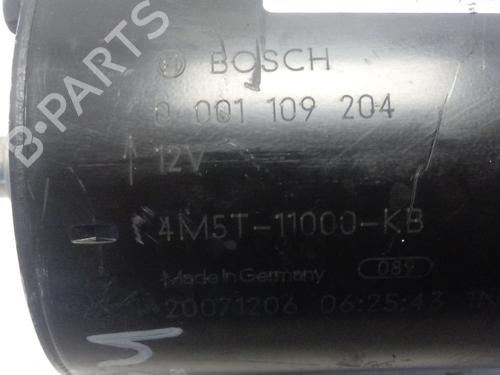 B-PARTS
BOSCH
0 001 109 204
12V
4M5T-11000-KB
Made in Germany 089
20071206 06:25:43